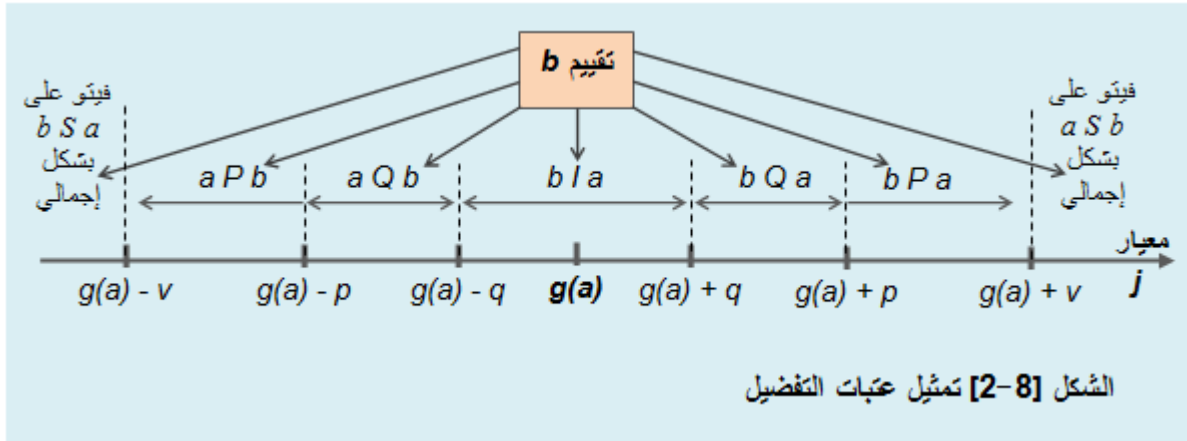 تقييم b
فيتو على
b S a
بشكل
إجمالي
a P b
a Q b
b I a
b Q a
b P a
فيتو على
a S b
بشكل
إجمالي
معيار
j
g(a) - v
g(a) - p
g(a) - q
g(a)
g(a) + q
g(a) + p
g(a) + v
الشكل [8-2] تمثيل عتبات التفضيل